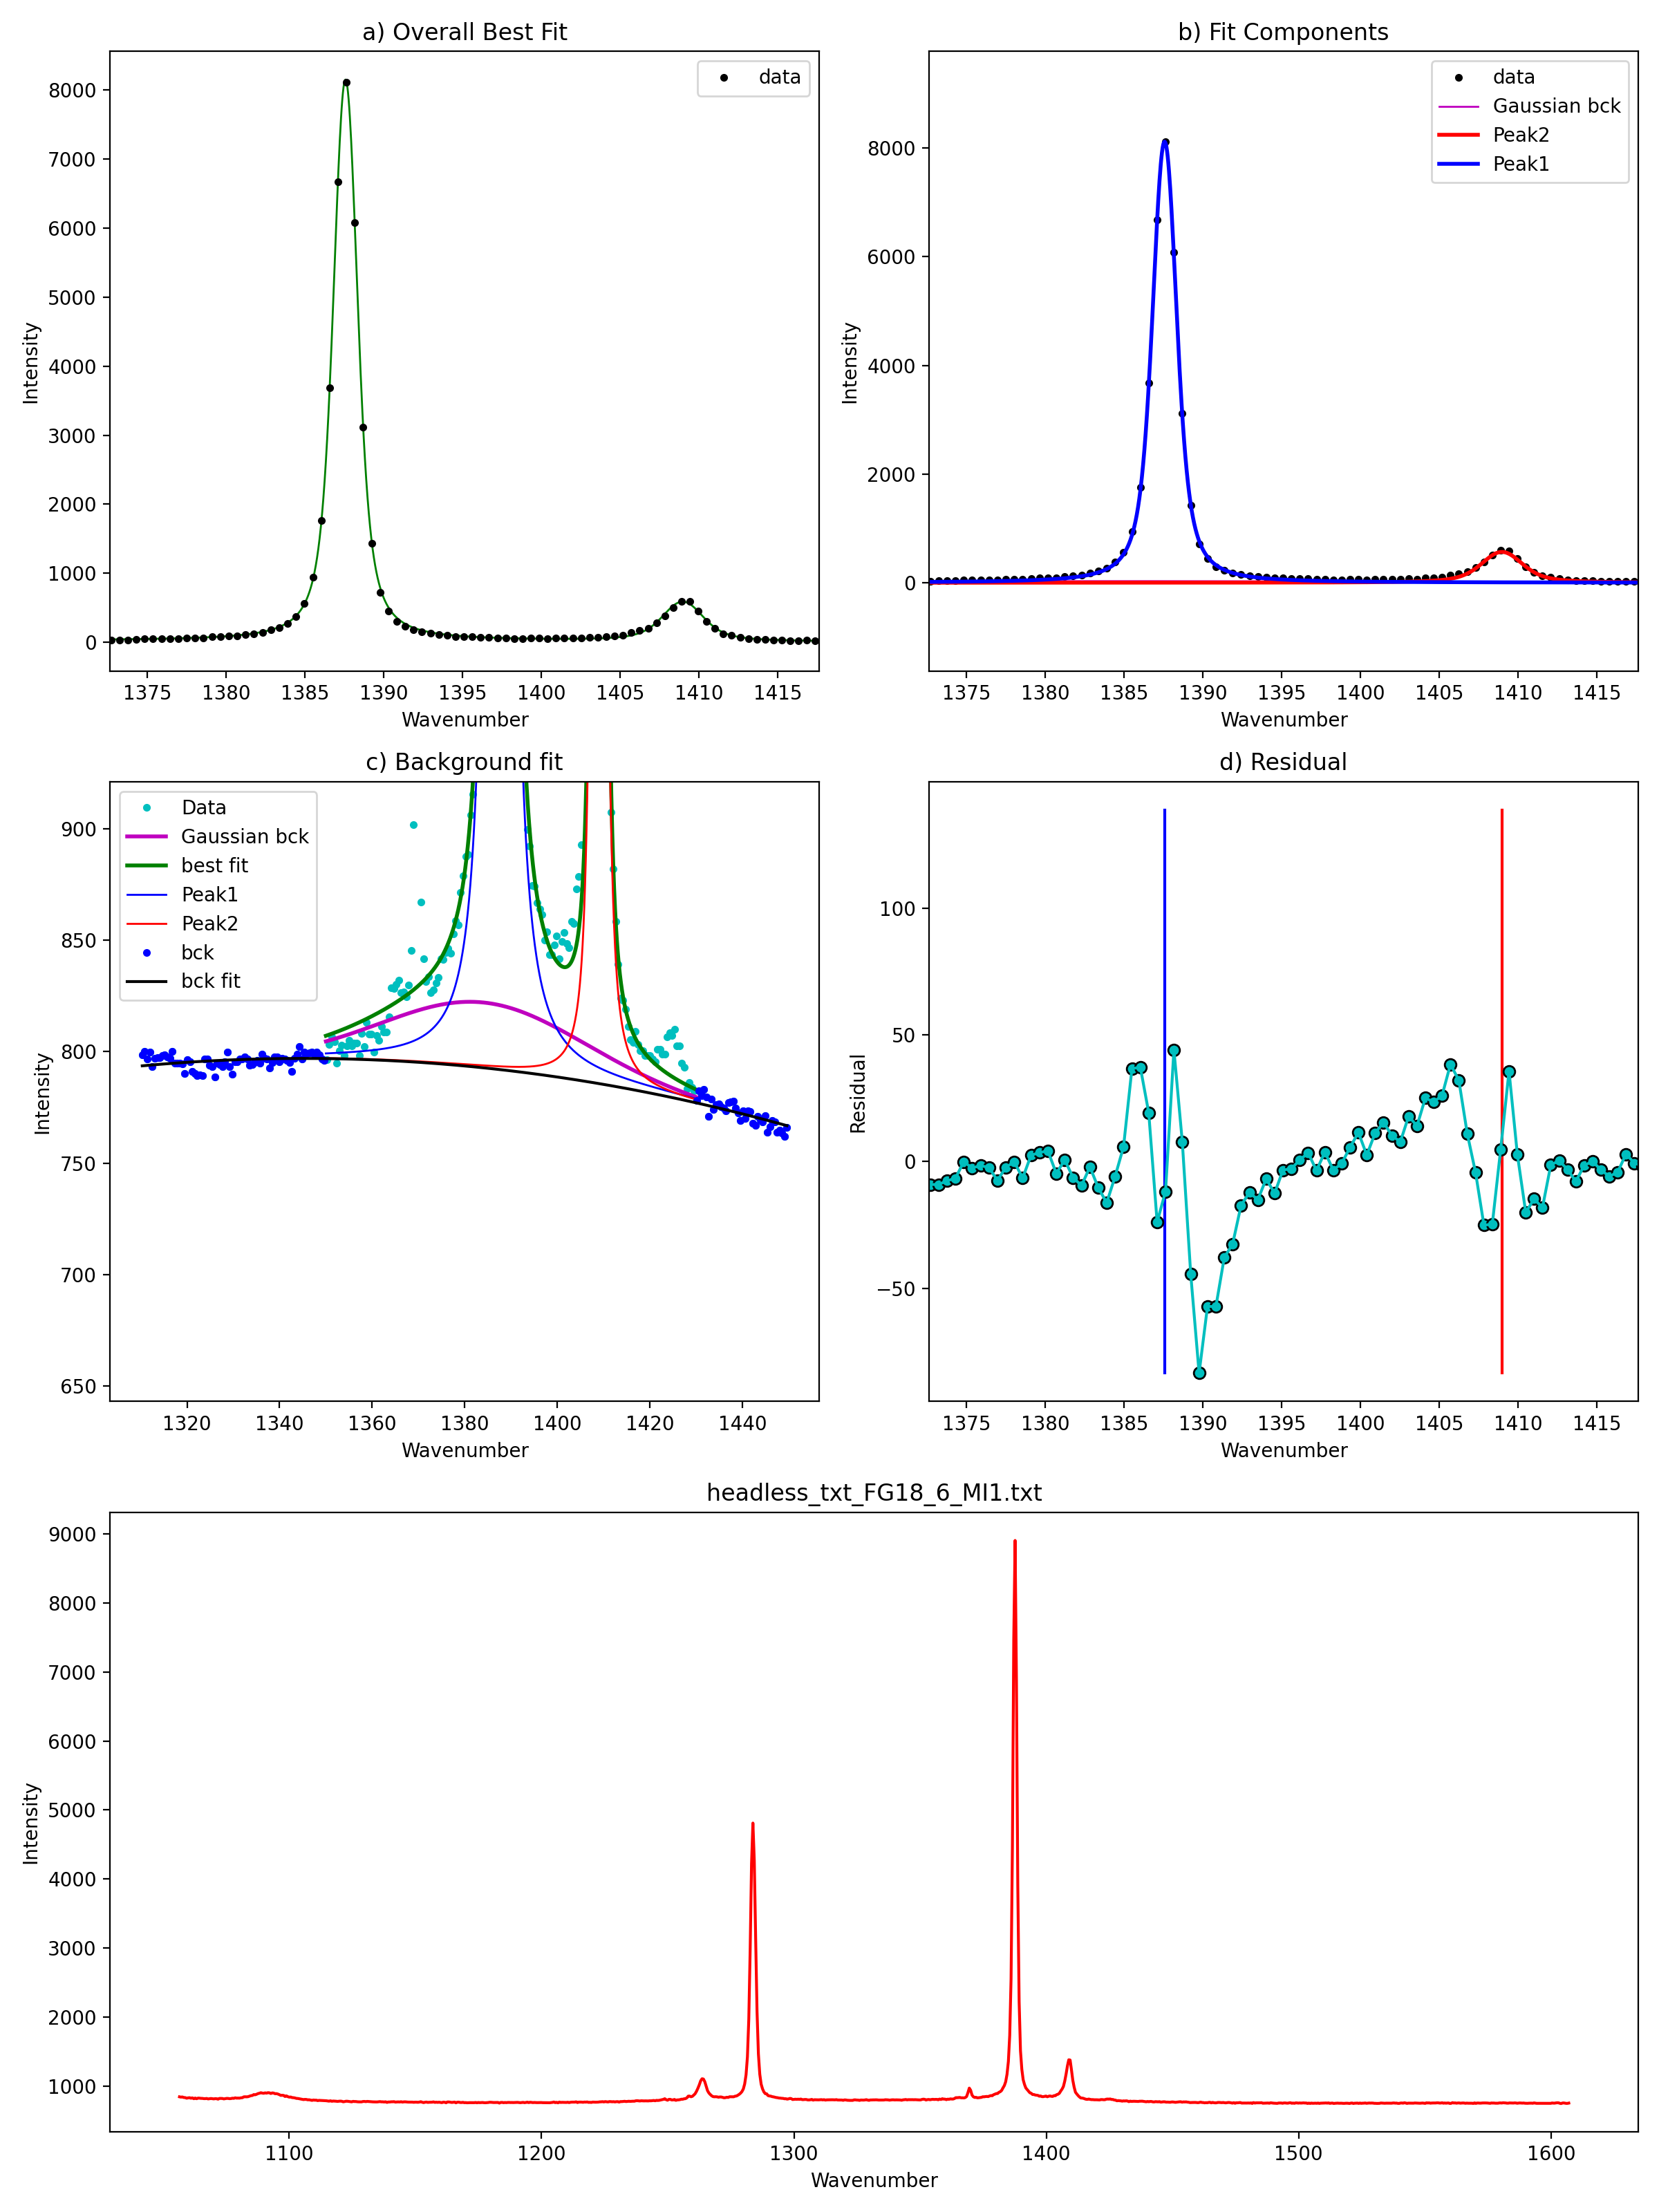 a) Overall Best Fit
data
8000
7000
6000
5000
4000
3000
2000
1000
0
Intensity
1375 1380 1385 1390 1395 1400 1405 1410 1415
Wavenumber
b) Fit Components
data
Gaussian bck
Peak2
Peak1
8000
6000
4000
2000
0
Intensity
1375 1380 1385 1390 1395 1400 1405 1410 1415
Wavenumber
c) Background fit
Data
Gaussian bck
best fit
Peak1
Peak2
bck
bck fit
900
850
800
750
700
650
Intensity
1320 1340 1360 1380 1400 1420 1440
Wavenumber
d) Residual
100
50
0
−50
Residual
1375 1380 1385 1390 1395 1400 1405 1410 1415
Wavenumber
headless_txt_FG18_6_MI1.txt
9000
8000
7000
6000
5000
4000
3000
2000
1000
Intensity
1100 1200 1300 1400 1500 1600
Wavenumber